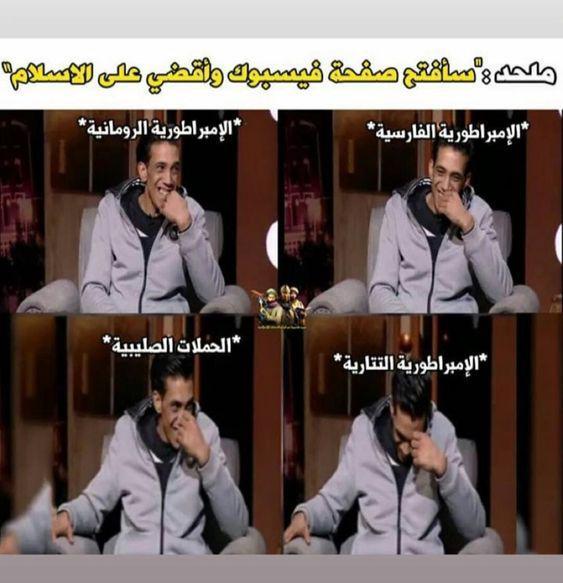 ملحد :"سأفتح صفحة فيسبوك وأقضي على الاسلام"
*الإمبراطورية الفارسية*
*الإمبراطورية الرومانية*
*الإمبراطورية التتارية*
*الحملات الصليبية*